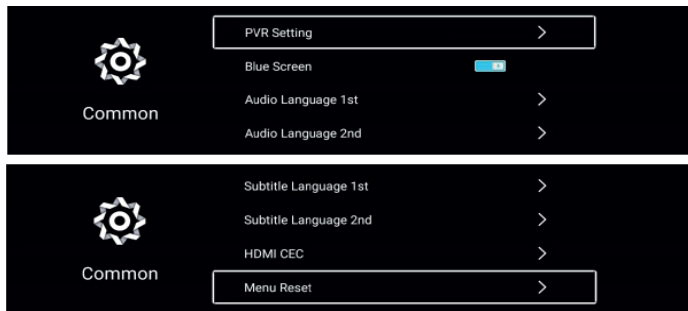 PVR Setting
Blue Screen
Common
Audio Language 1st
Audio Language 2nd
Subtitle Language 1st
Subtitle Language 2nd
HDMI CEC
Common
Menu Reset